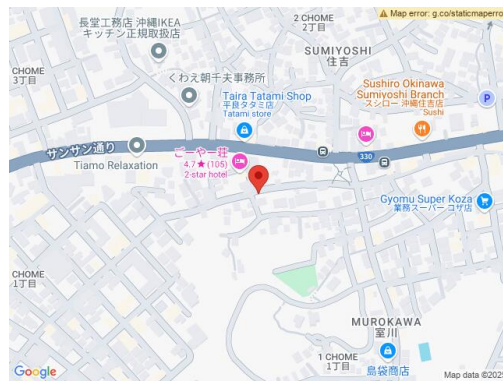 Map error: g.co/staticmaperro
長堂工務店 沖縄IKEA
キッチン正規取扱店
2 CHOME
2丁目
SUMIYOSHI
住吉
CHOME
3丁目
くわえ朝千夫事務所
Taira Tatami Shop
平良タタミ店
Tatami store
Sushiro Okinawa
Sumiyoshi Branch
スシロー 沖縄住吉店
Sushi
P
サンサン通り
Tiamo Relaxation
ごーやー荘
4.7★(105)
2-star hotel
330
Gyomu Super Koza
業務スーパー コザ店
CHOME
1丁目
MUROKAWA
室川
1 CHOME
1丁目
島袋商店
Google
Map data ©202